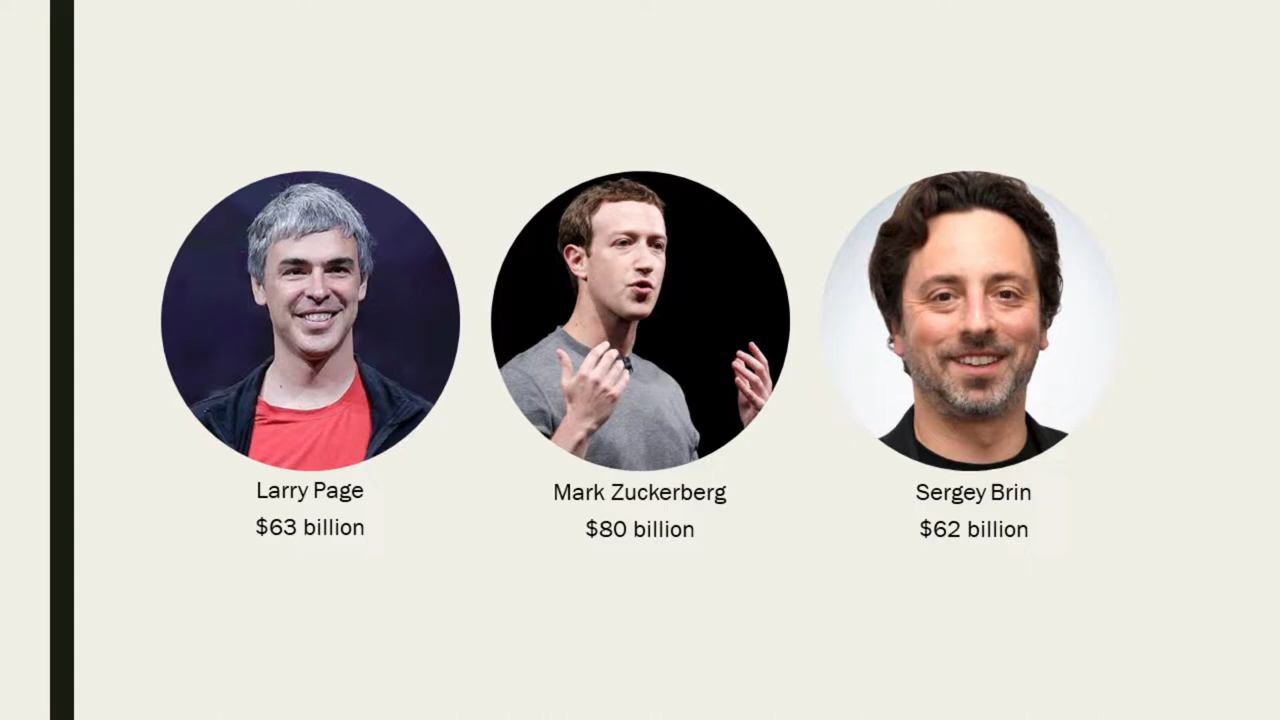 Larry Page
$63 billion
Mark Zuckerberg
$80 billion
Sergey Brin
$62 billion